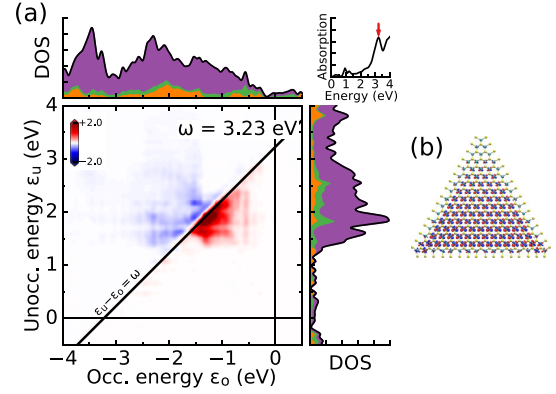 (a)
DOS
Absorption
0 1 2 3 4
Energy (eV)
+2.0
−2.0
ω = 3.23 eV
εu−εo = ω
4
3
2
1
0
Unocc. energy εu (eV)
−4 −3 −2 −1 0
Occ. energy εo (eV)
DOS
(b)